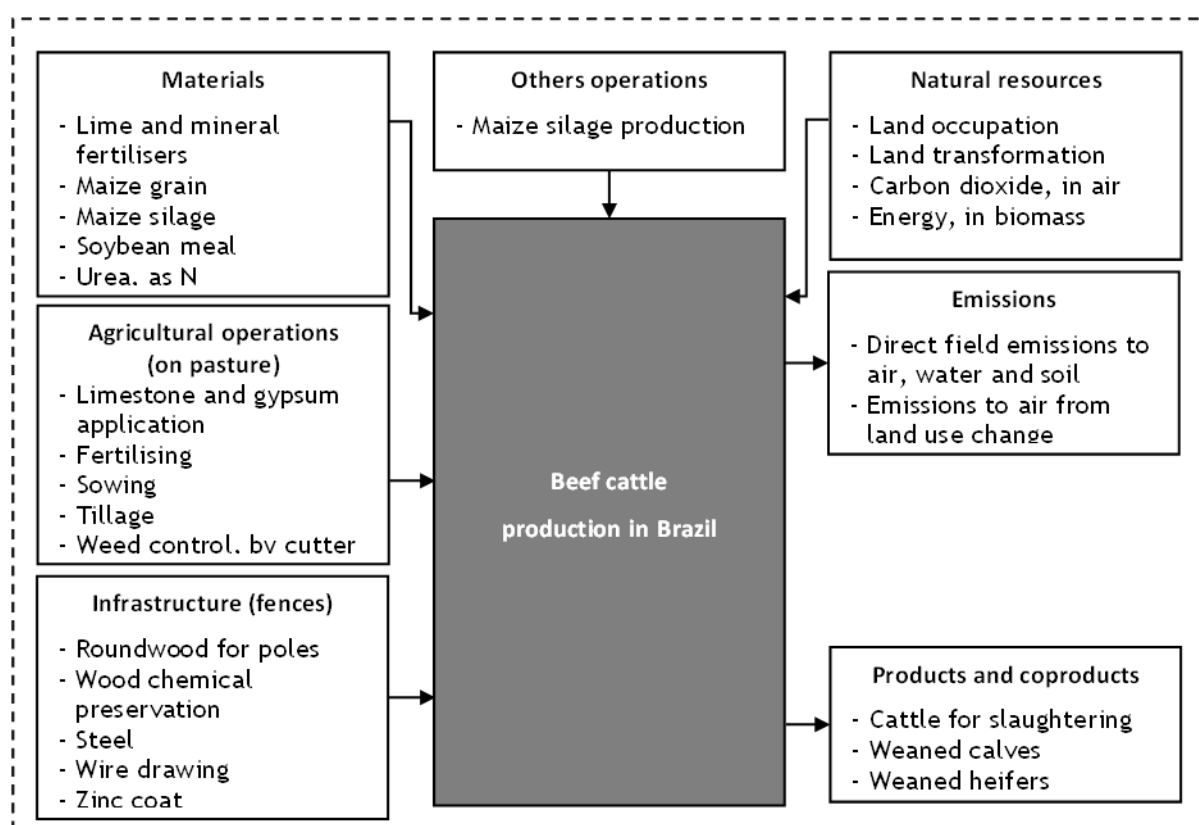 Materials
- Lime and mineral
fertilisers
- Maize grain
- Maize silage
- Soybean meal
- Urea. as N
Others operations
- Maize silage production
Natural resources
- Land occupation
- Land transformation
- Carbon dioxide, in air
- Energy, in biomass
Agricultural operations
(on pasture)
- Limestone and gypsum
application
- Fertilising
- Sowing
- Tillage
- Weed control. by cutter
Emissions
- Direct field emissions to
air, water and soil
- Emissions to air from
land use change
Beef cattle
production in Brazil
Infrastructure (fences)
- Roundwood for poles
- Wood chemical
preservation
- Steel
- Wire drawing
- Zinc coat
Products and coproducts
- Cattle for slaughtering
- Weaned calves
- Weaned heifers